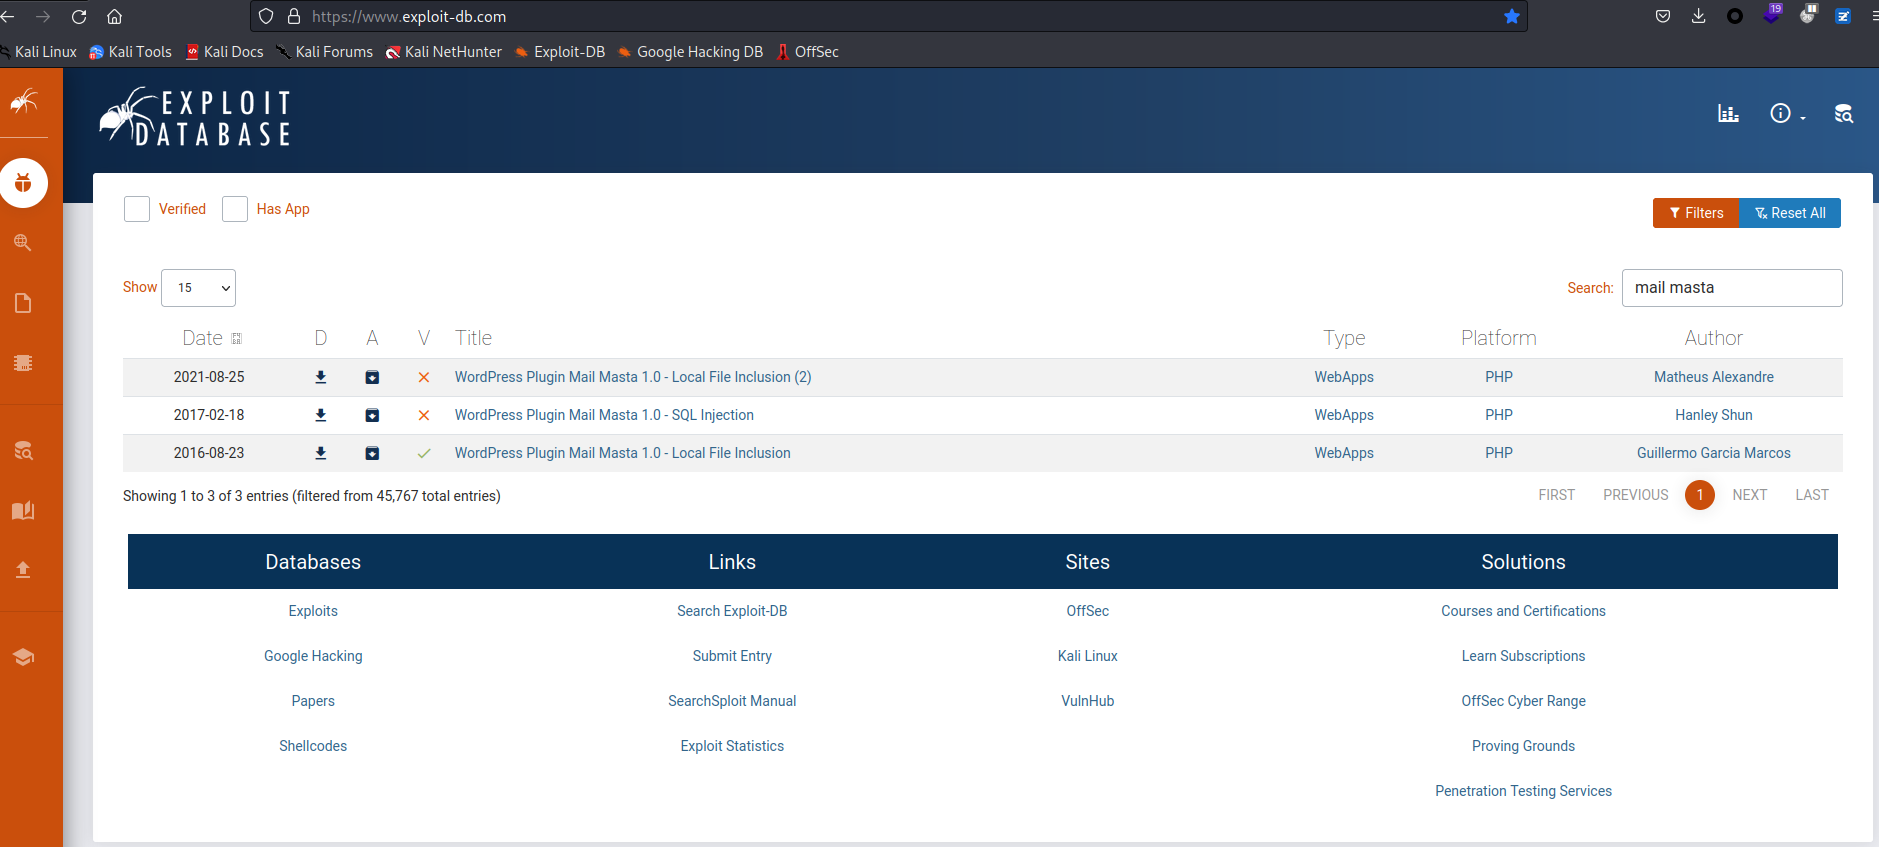 https://www.exploit-db.com
19
Kali Linux Kali Tools Kali Docs Kali Forums Kali NetHunter Exploit-DB Google Hacking DB OffSec
EXPLOIT
DATABASE
Verified Has App
Filters Reset All
Show 15 Search: mail masta
Date D A V Title Type Platform Author
2021-08-25 WordPress Plugin Mail Masta 1.0 - Local File Inclusion (2) WebApps PHP Matheus Alexandre
2017-02-18 WordPress Plugin Mail Masta 1.0 - SQL Injection WebApps PHP Hanley Shun
2016-08-23 WordPress Plugin Mail Masta 1.0 - Local File Inclusion WebApps PHP Guillermo Garcia Marcos
Showing 1 to 3 of 3 entries (filtered from 45,767 total entries) FIRST PREVIOUS 1 NEXT LAST
Databases Links Sites Solutions
Exploits Search Exploit-DB OffSec Courses and Certifications
Google Hacking Submit Entry Kali Linux Learn Subscriptions
Papers SearchSploit Manual VulnHub OffSec Cyber Range
Shellcodes Exploit Statistics Proving Grounds
Penetration Testing Services